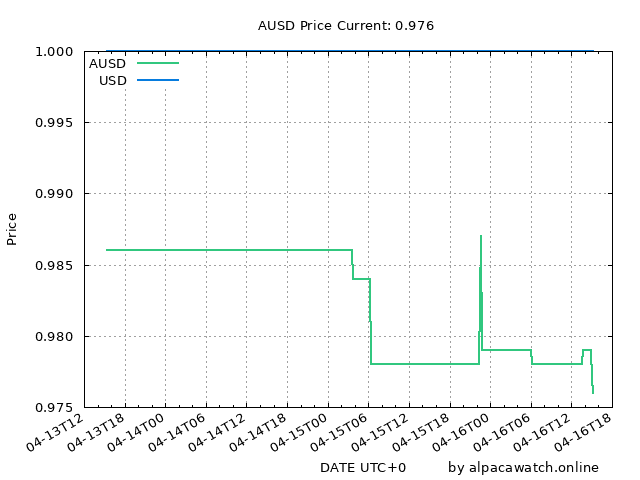 AUSD Price Current: 0.976
1.000
AUSD
USD
0.995
0.990
Price
0.985
0.980
0.975
04-13T12 04-13T18 04-14T00 04-14T06 04-14T12 04-14T18 04-15T00 04-15T06 04-15T12 04-15T18 04-16T00 04-16T06 04-16T12 04-16T18
DATE UTC+0 by alpacawatch.online